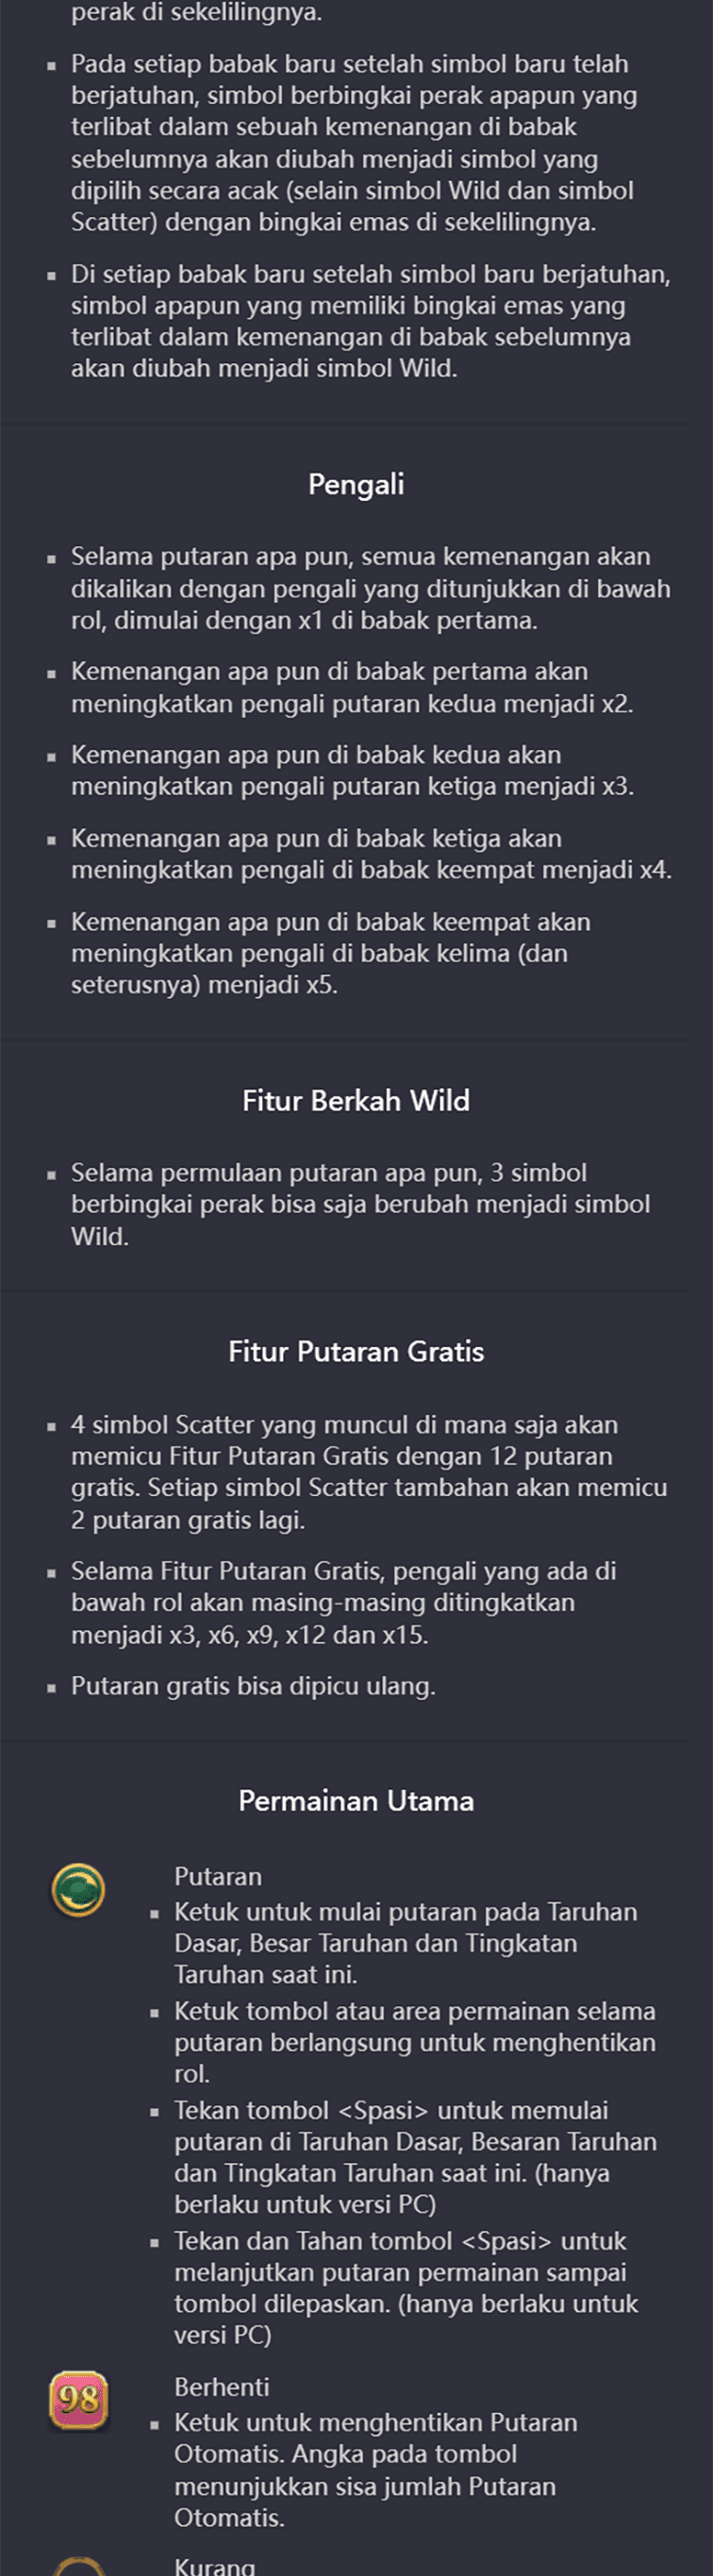 perak di sekelilingnya.
▪ Pada setiap babak baru setelah simbol baru telah
berjatuhan, simbol berbingkai perak apapun yang
terlibat dalam sebuah kemenangan di babak
sebelumnya akan diubah menjadi simbol yang
dipilih secara acak (selain simbol Wild dan simbol
Scatter) dengan bingkai emas di sekelilingnya.
▪ Di setiap babak baru setelah simbol baru berjatuhan,
simbol apapun yang memiliki bingkai emas yang
terlibat dalam kemenangan di babak sebelumnya
akan diubah menjadi simbol Wild.
Pengali
▪ Selama putaran apa pun, semua kemenangan akan
dikalikan dengan pengali yang ditunjukkan di bawah
rol, dimulai dengan x1 di babak pertama.
▪ Kemenangan apa pun di babak pertama akan
meningkatkan pengali putaran kedua menjadi x2.
▪ Kemenangan apa pun di babak kedua akan
meningkatkan pengali putaran ketiga menjadi x3.
▪ Kemenangan apa pun di babak ketiga akan
meningkatkan pengali di babak keempat menjadi x4.
▪ Kemenangan apa pun di babak keempat akan
meningkatkan pengali di babak kelima (dan
seterusnya) menjadi x5.
Fitur Berkah Wild
▪ Selama permulaan putaran apa pun, 3 simbol
berbingkai perak bisa saja berubah menjadi simbol
Wild.
Fitur Putaran Gratis
▪ 4 simbol Scatter yang muncul di mana saja akan
memicu Fitur Putaran Gratis dengan 12 putaran
gratis. Setiap simbol Scatter tambahan akan memicu
2 putaran gratis lagi.
▪ Selama Fitur Putaran Gratis, pengali yang ada di
bawah rol akan masing-masing ditingkatkan
menjadi x3, x6, x9, x12 dan x15.
▪ Putaran gratis bisa dipicu ulang.
Permainan Utama
Putaran
▪ Ketuk untuk mulai putaran pada Taruhan
Dasar, Besar Taruhan dan Tingkatan
Taruhan saat ini.
▪ Ketuk tombol atau area permainan selama
putaran berlangsung untuk menghentikan
rol.
▪ Tekan tombol <Spasi> untuk memulai
putaran di Taruhan Dasar, Besaran Taruhan
dan Tingkatan Taruhan saat ini. (hanya
berlaku untuk versi PC)
▪ Tekan dan Tahan tombol <Spasi> untuk
melanjutkan putaran permainan sampai
tombol dilepaskan. (hanya berlaku untuk
versi PC)
98
Berhenti
▪ Ketuk untuk menghentikan Putaran
Otomatis. Angka pada tombol
menunjukkan sisa jumlah Putaran
Otomatis.
Kurang